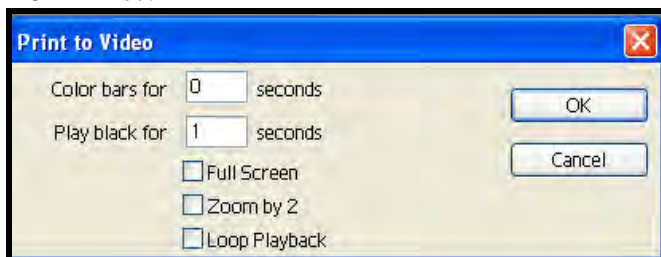 Print to Video
Color bars for 0 seconds
OK
Play black for 1 seconds
Cancel
Full Screen
Zoom by 2
Loop Playback